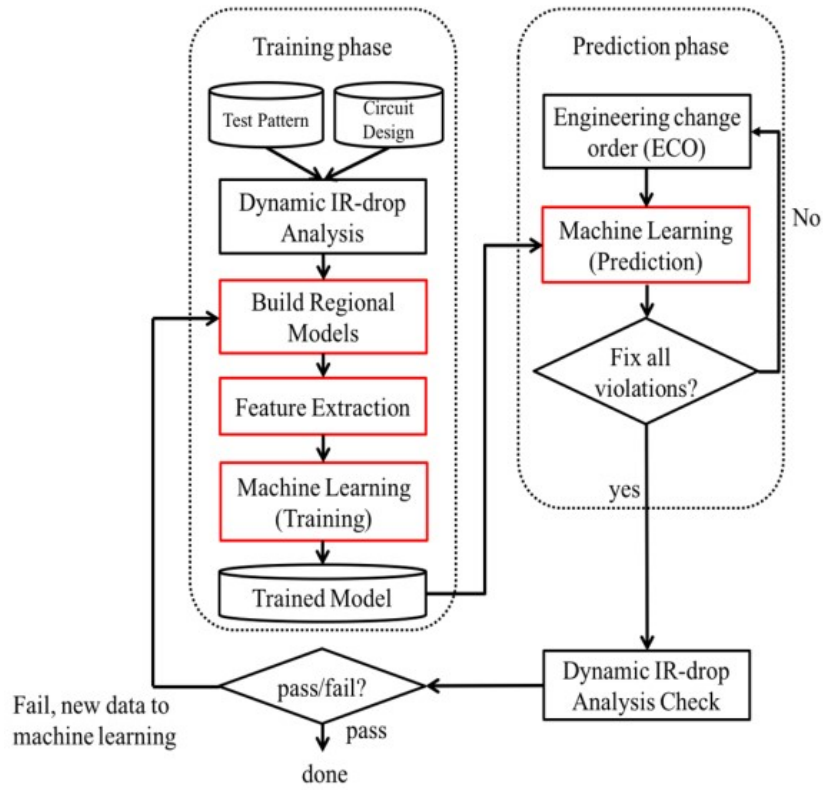 Training phase
Test Pattern
Circuit
Design
Dynamic IR-drop
Analysis
Build Regional
Models
Feature Extraction
Machine Learning
(Training)
Trained Model
Prediction phase
Engineering change
order (ECO)
Machine Learning
(Prediction)
No
Fix all
violations?
yes
Dynamic IR-drop
Analysis Check
pass/fail?
Fail, new data to
machine learning
pass
done